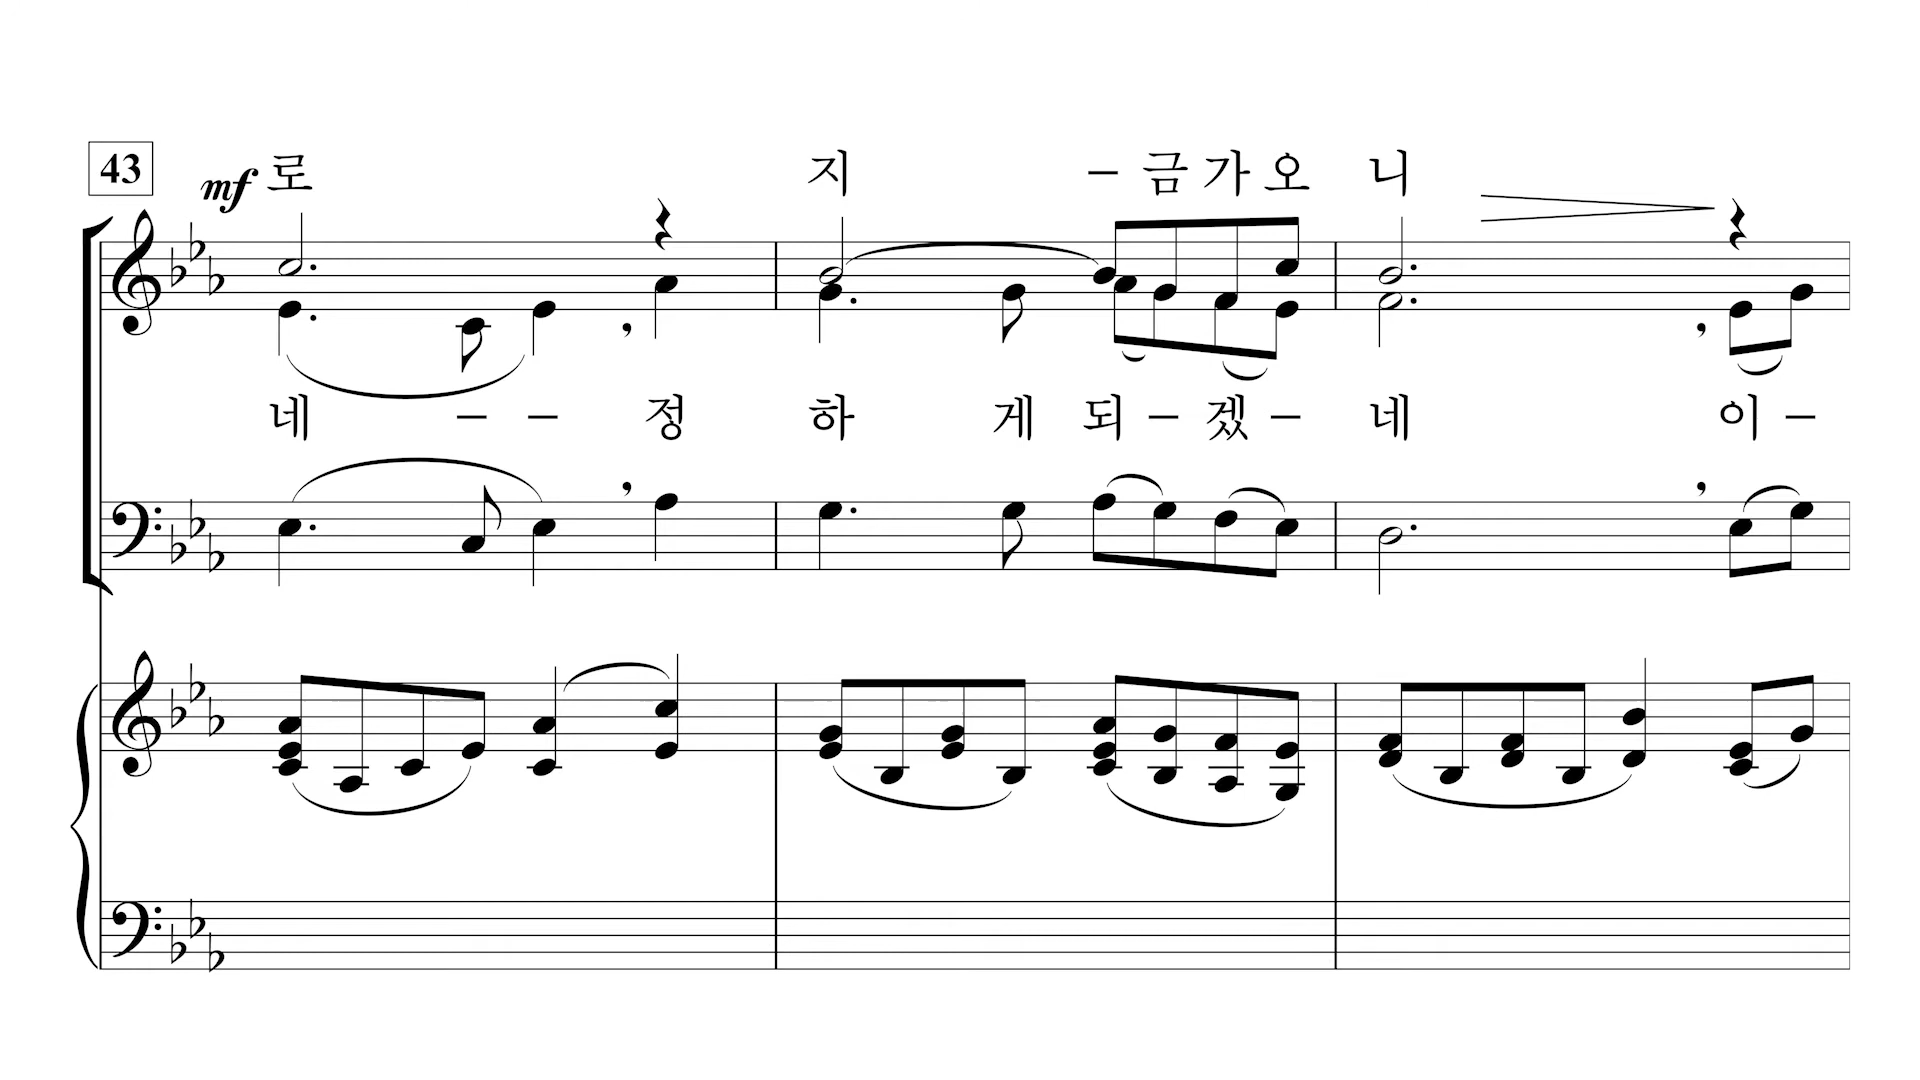 43
mf 로 지 - 금 가 오 니
네 - - 정 하 게 되 - 겠 - 네 이 -